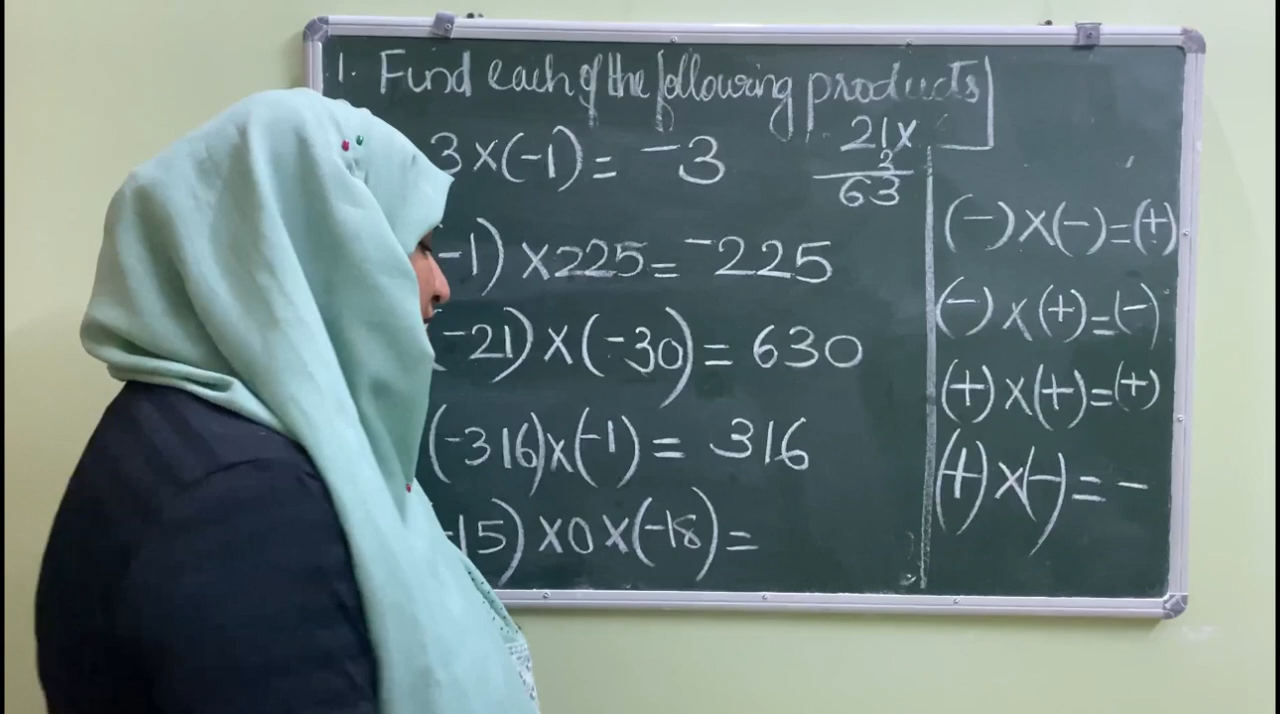 1. Find each of the following products
3 × (-1) = -3
21 ×
3
63
-1) × 225 = -225
(-21) × (-30) = 630
(-316) × (-1) = 316
-15) × 0 × (-18) =
(-) × (-) = (+)
(-) × (+) = (-)
(+) × (+) = (+)
(+) × (-) = -